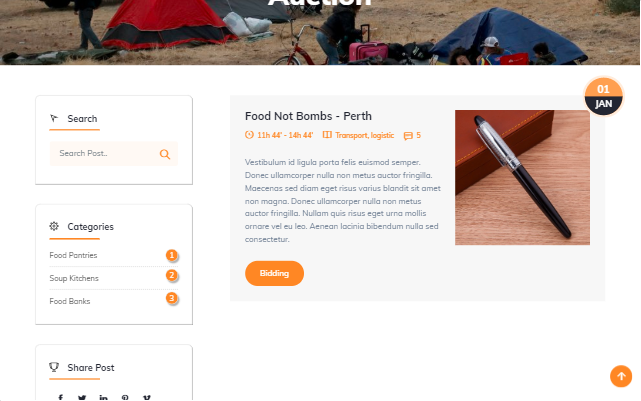 Auction
Search
Search Post..
Categories
Food Pantries 1
Soup Kitchens 2
Food Banks 3
Share Post
01
JAN
Food Not Bombs - Perth
11h 44' - 14h 44' Transport, logistic 5
Vestibulum id ligula porta felis euismod semper.
Donec ullamcorper nulla non metus auctor fringilla.
Maecenas sed diam eget risus varius blandit sit amet
non magna. Donec ullamcorper nulla non metus
auctor fringilla. Nullam quis risus eget urna mollis
ornare vel eu leo. Aenean lacinia bibendum nulla sed
consectetur.
Bidding